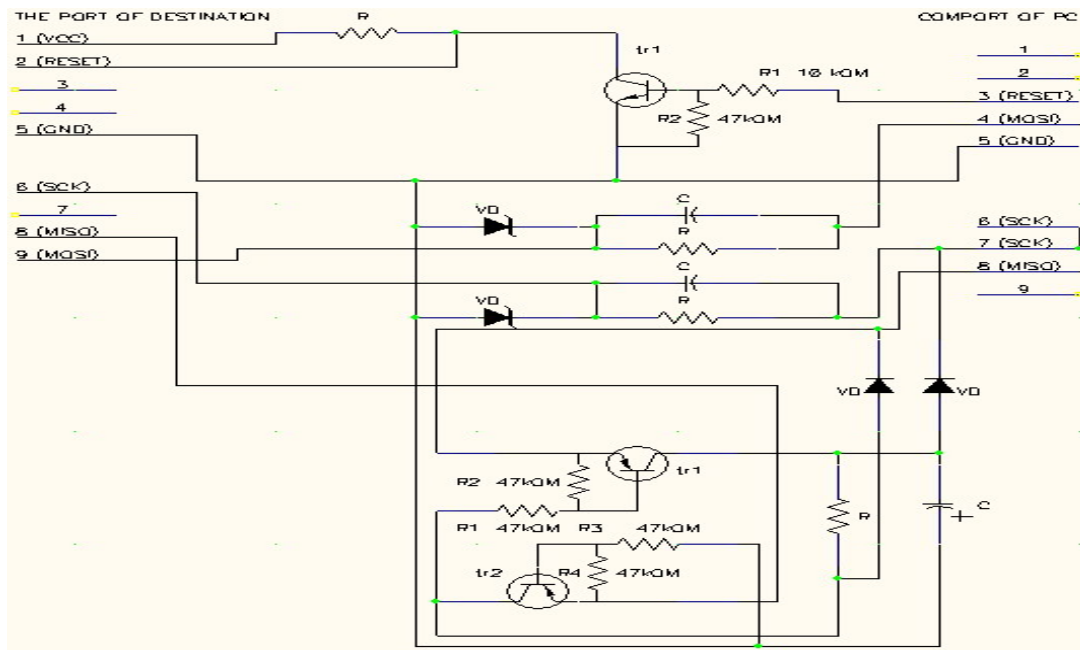 THE PORT OF DESTINATION
R
COMPORT OF PC
1 (VCC)
2 (RESET)
3
4
5 (GND)
6 (SCK)
7
8 (MISO)
9 (MOSI)
tr1
R1 10 kOM
R2 47kOM
1
2
3 (RESET)
4 (MOSI)
5 (GND)
6 (SCK)
7 (SCK)
8 (MISO)
9
VD
C
R
C
VD
R
VD
VD
tr1
R2 47kOM
R1 47kOM
R3 47kOM
R
C
tr2
R4 47kOM